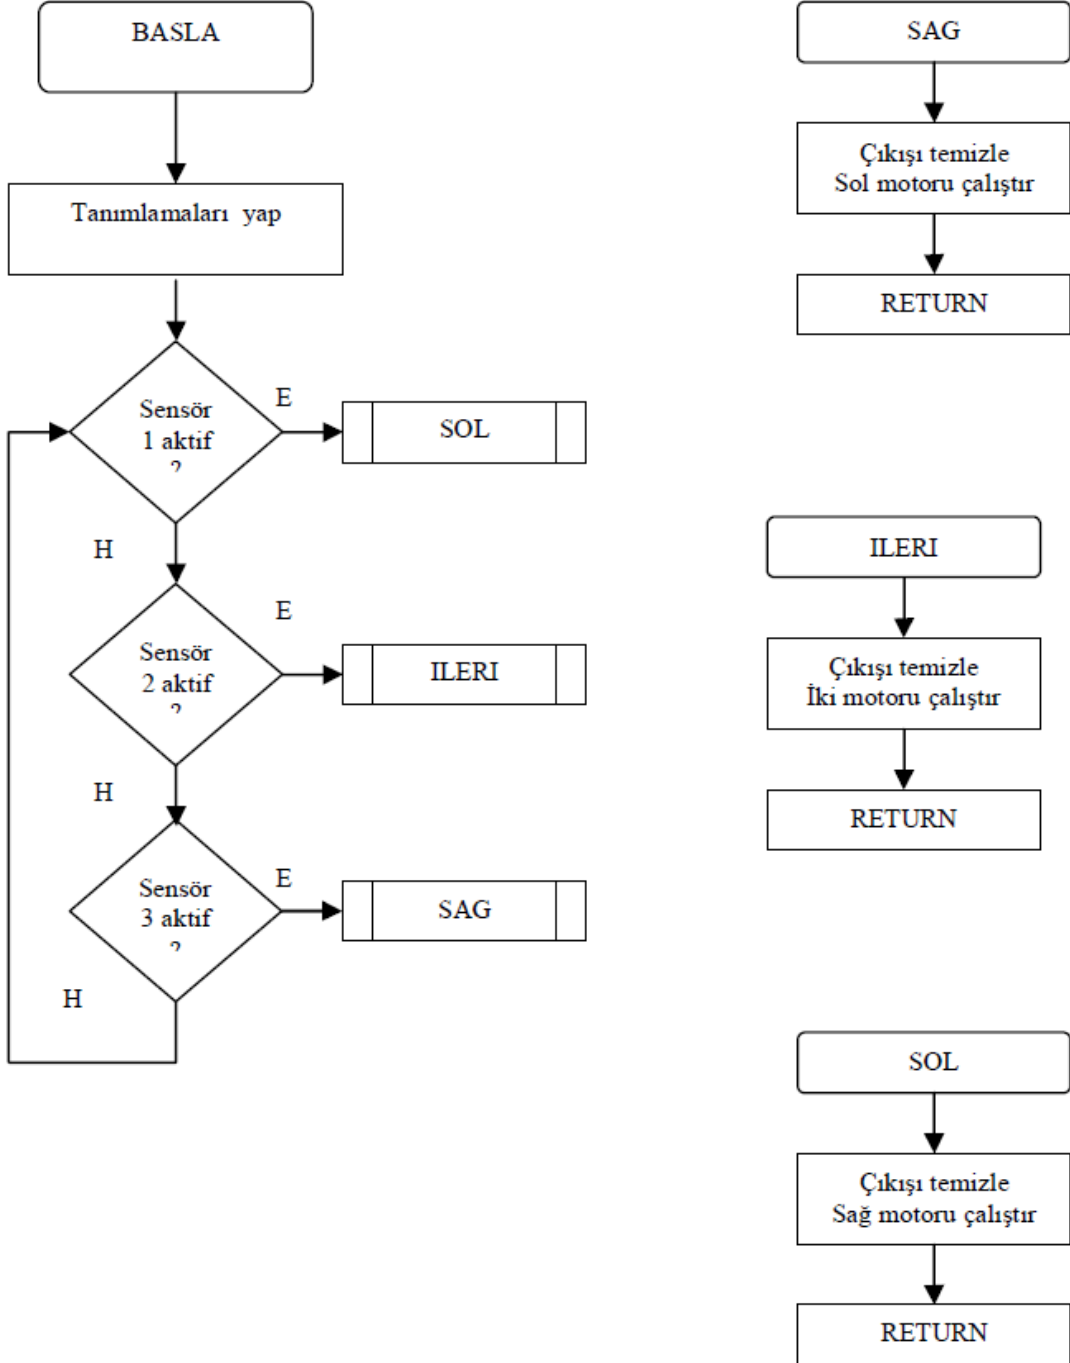 BASLA
Tanımlamaları yap
Sensör
1 aktif
?
E
SOL
H
Sensör
2 aktif
?
E
ILERI
H
Sensör
3 aktif
?
E
SAG
H
SAG
Çıkışı temizle
Sol motoru çalıştır
RETURN
ILERI
Çıkışı temizle
İki motoru çalıştır
RETURN
SOL
Çıkışı temizle
Sağ motoru çalıştır
RETURN